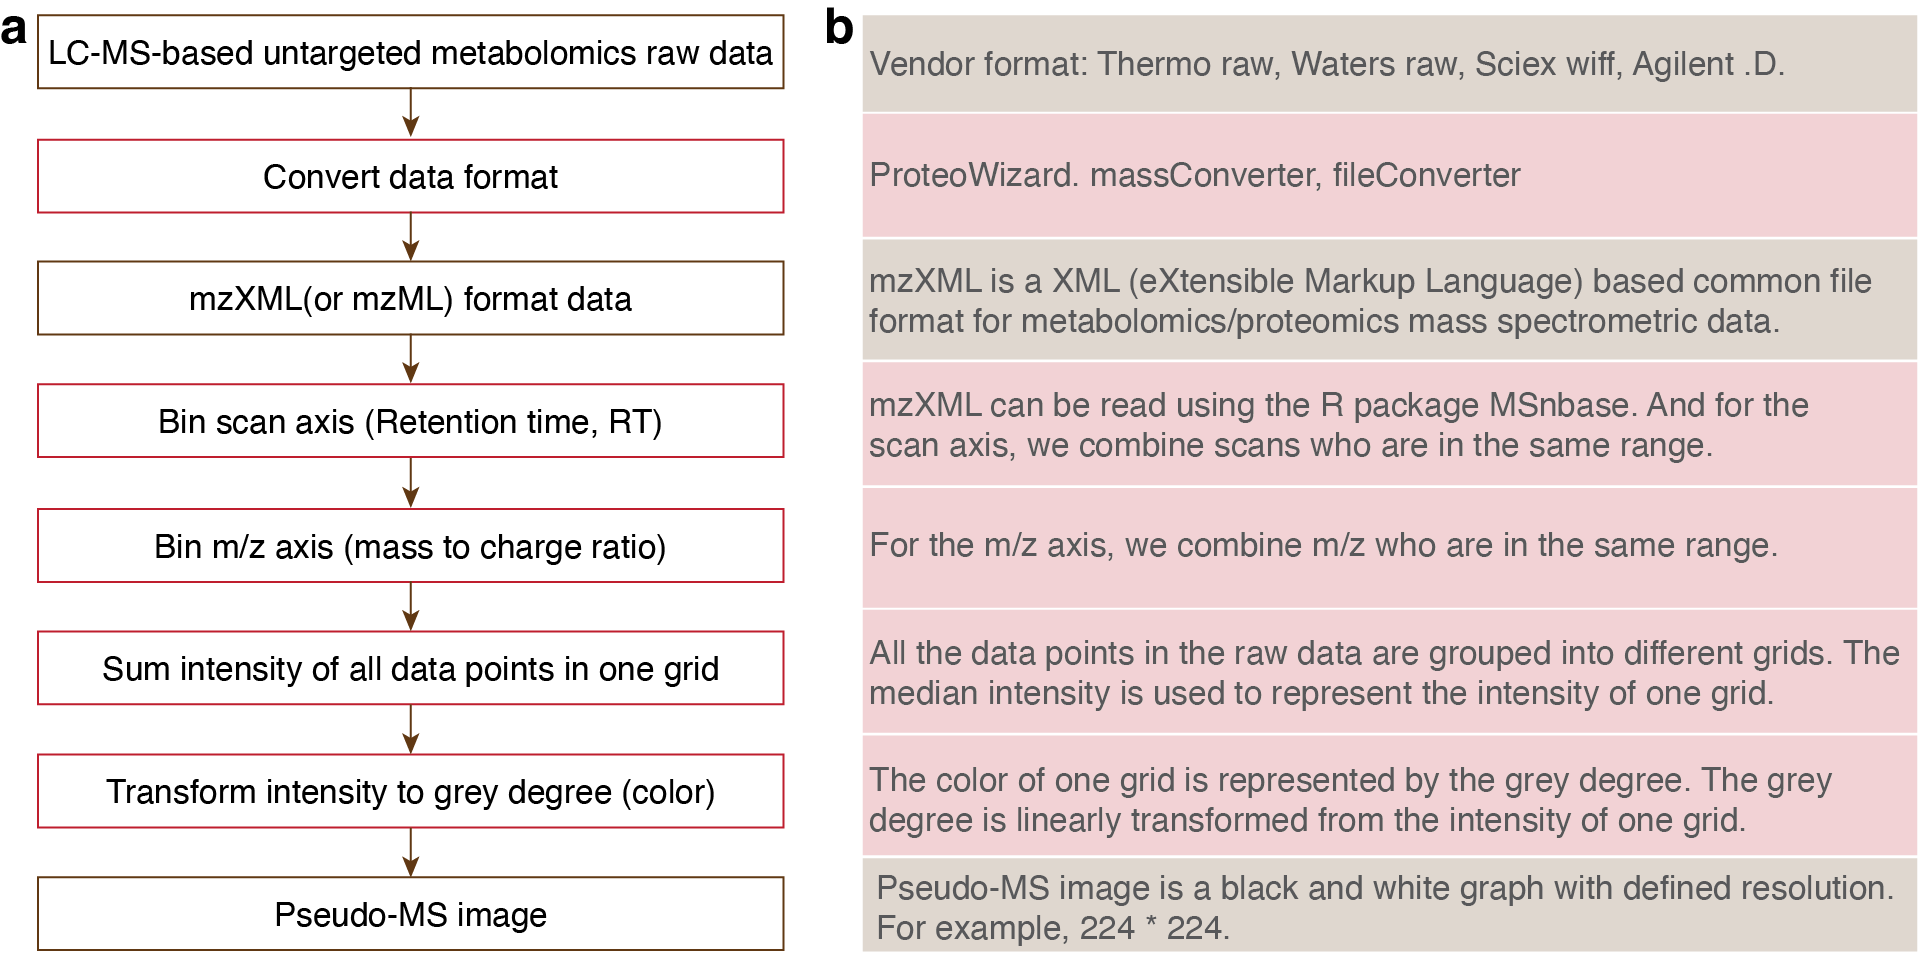 a
LC-MS-based untargeted metabolomics raw data
Convert data format
mzXML(or mzML) format data
Bin scan axis (Retention time, RT)
Bin m/z axis (mass to charge ratio)
Sum intensity of all data points in one grid
Transform intensity to grey degree (color)
Pseudo-MS image
b
Vendor format: Thermo raw, Waters raw, Sciex wiff, Agilent .D.
ProteoWizard. massConverter, fileConverter
mzXML is a XML (eXtensible Markup Language) based common file
format for metabolomics/proteomics mass spectrometric data.
mzXML can be read using the R package MSnbase. And for the
scan axis, we combine scans who are in the same range.
For the m/z axis, we combine m/z who are in the same range.
All the data points in the raw data are grouped into different grids. The
median intensity is used to represent the intensity of one grid.
The color of one grid is represented by the grey degree. The grey
degree is linearly transformed from the intensity of one grid.
Pseudo-MS image is a black and white graph with defined resolution.
For example, 224 * 224.